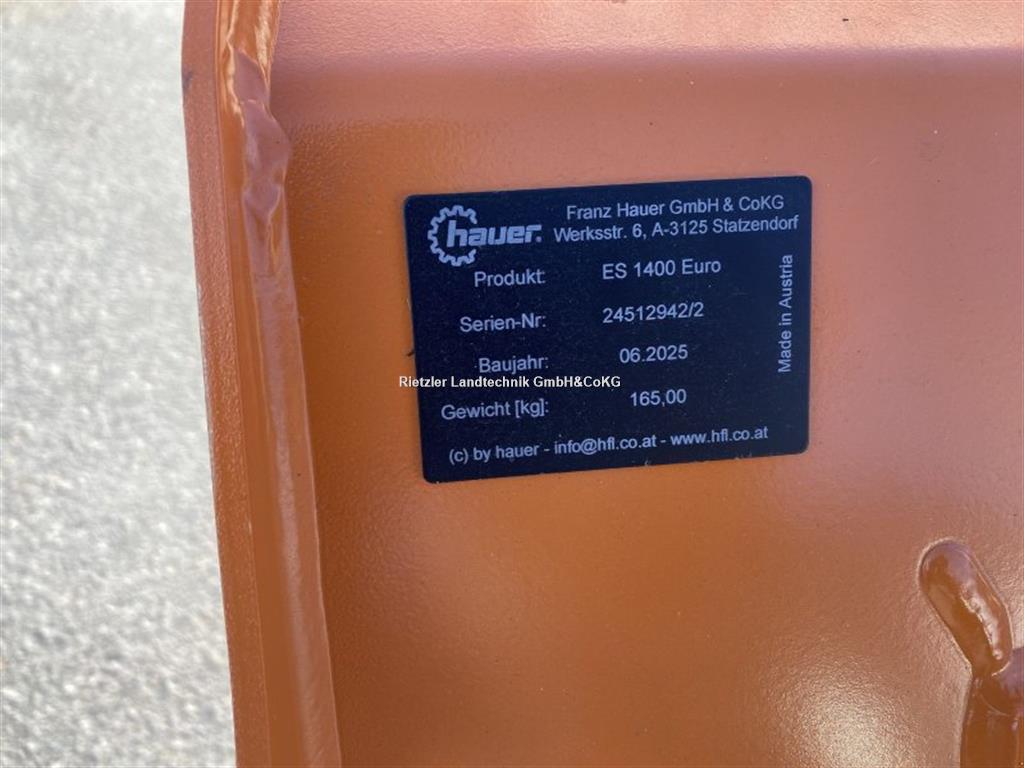 hauer.
Franz Hauer GmbH & CoKG
Werksstr. 6, A-3125 Statzendorf
Produkt: ES 1400 Euro
Serien-Nr: 24512942/2
Baujahr: 06.2025
Gewicht [kg]: 165,00
(c) by hauer - info@hfl.co.at - www.hfl.co.at
Made in Austria
Rietzler Landtechnik GmbH&CoKG